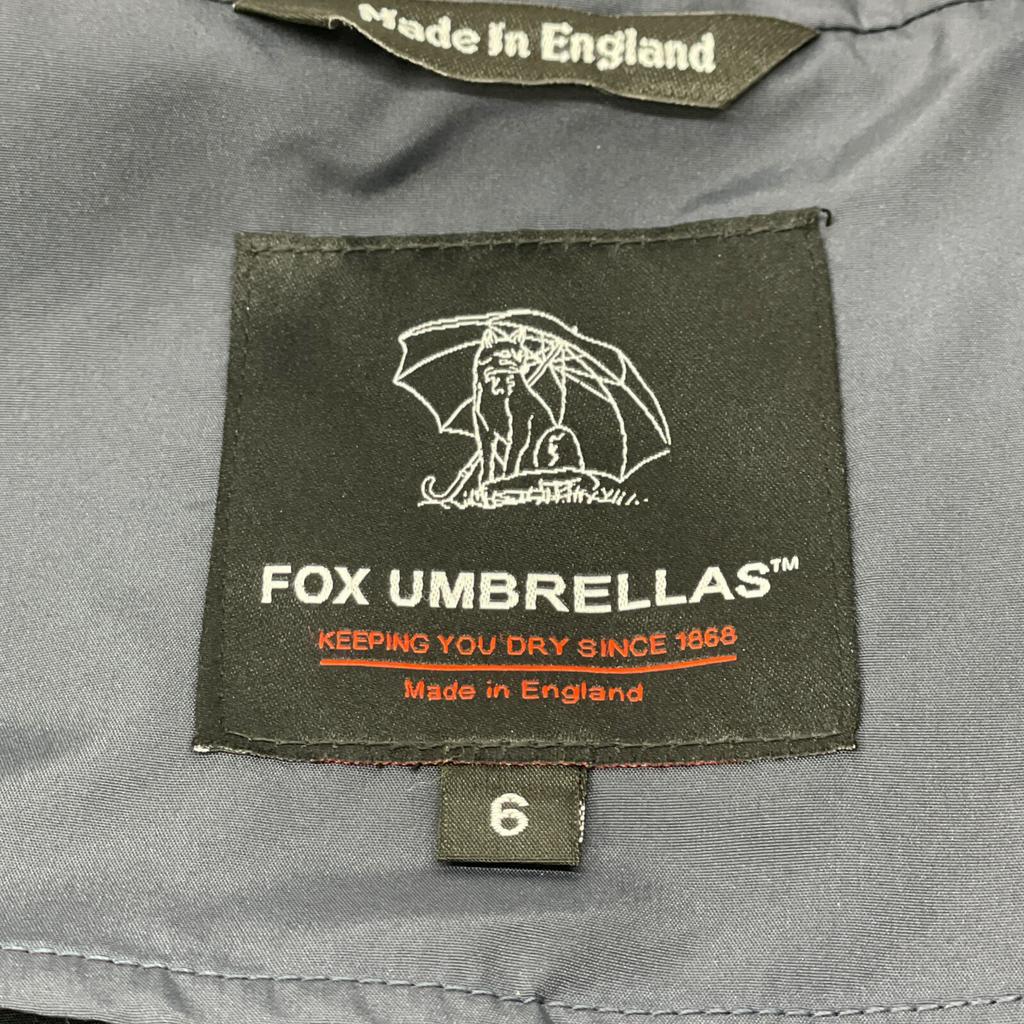 Made In England
FOX UMBRELLAS™
KEEPING YOU DRY SINCE 1868
Made in England
6